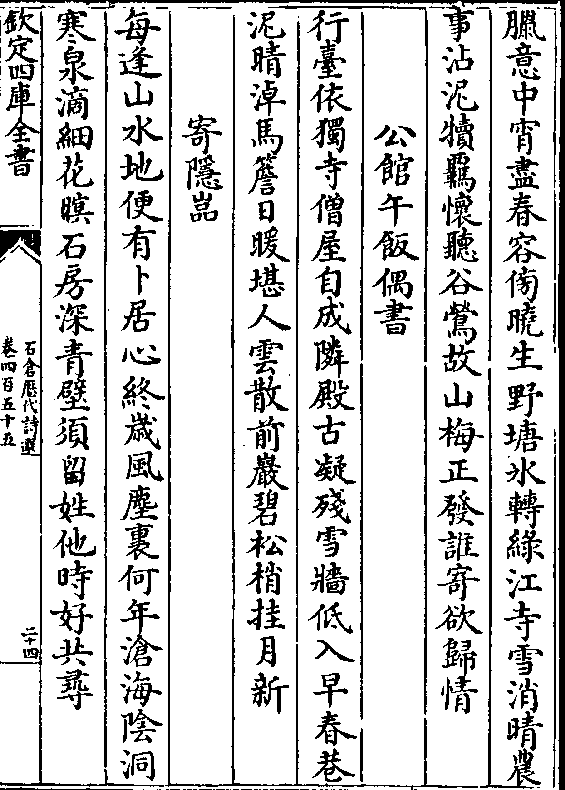 臘意中宵盡春容傍曉生野塘氷轉綠江寺雪消晴農
事沾泥犢羈懷聽谷鶯故山梅正發誰寄欲歸情
公館午飯偶書
行臺依獨寺僧屋自成隣殿古凝殘雪牆低入早春巷
泥晴淖馬簷日暖堪人雲散前巖碧松梢挂月新
寄隱嵓
每逢山水地便有卜居心終歲風塵裏何年滄海陰洞
寒泉滴細花暝石房深青壁須留姓他時好共尋
欽定四庫全書
石倉歷代詩選
卷四百五十五
二十四